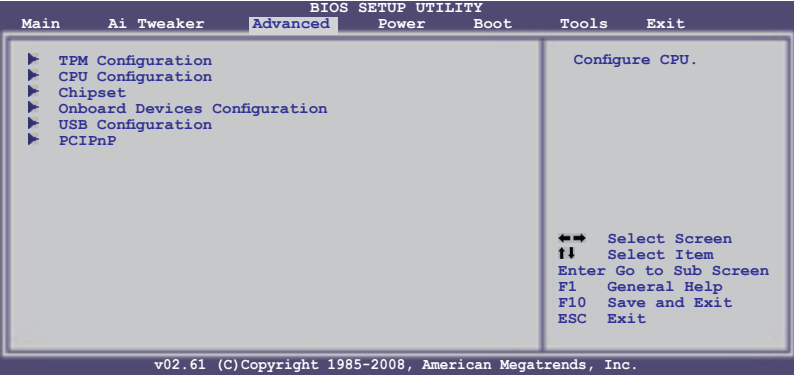 BIOS SETUP UTILITY
Main Ai Tweaker Advanced Power Boot Tools Exit
TPM Configuration
CPU Configuration
Chipset
Onboard Devices Configuration
USB Configuration
PCIPnP
Configure CPU.
Select Screen
Select Item
Enter Go to Sub Screen
F1 General Help
F10 Save and Exit
ESC Exit
v02.61 (C)Copyright 1985-2008, American Megatrends, Inc.